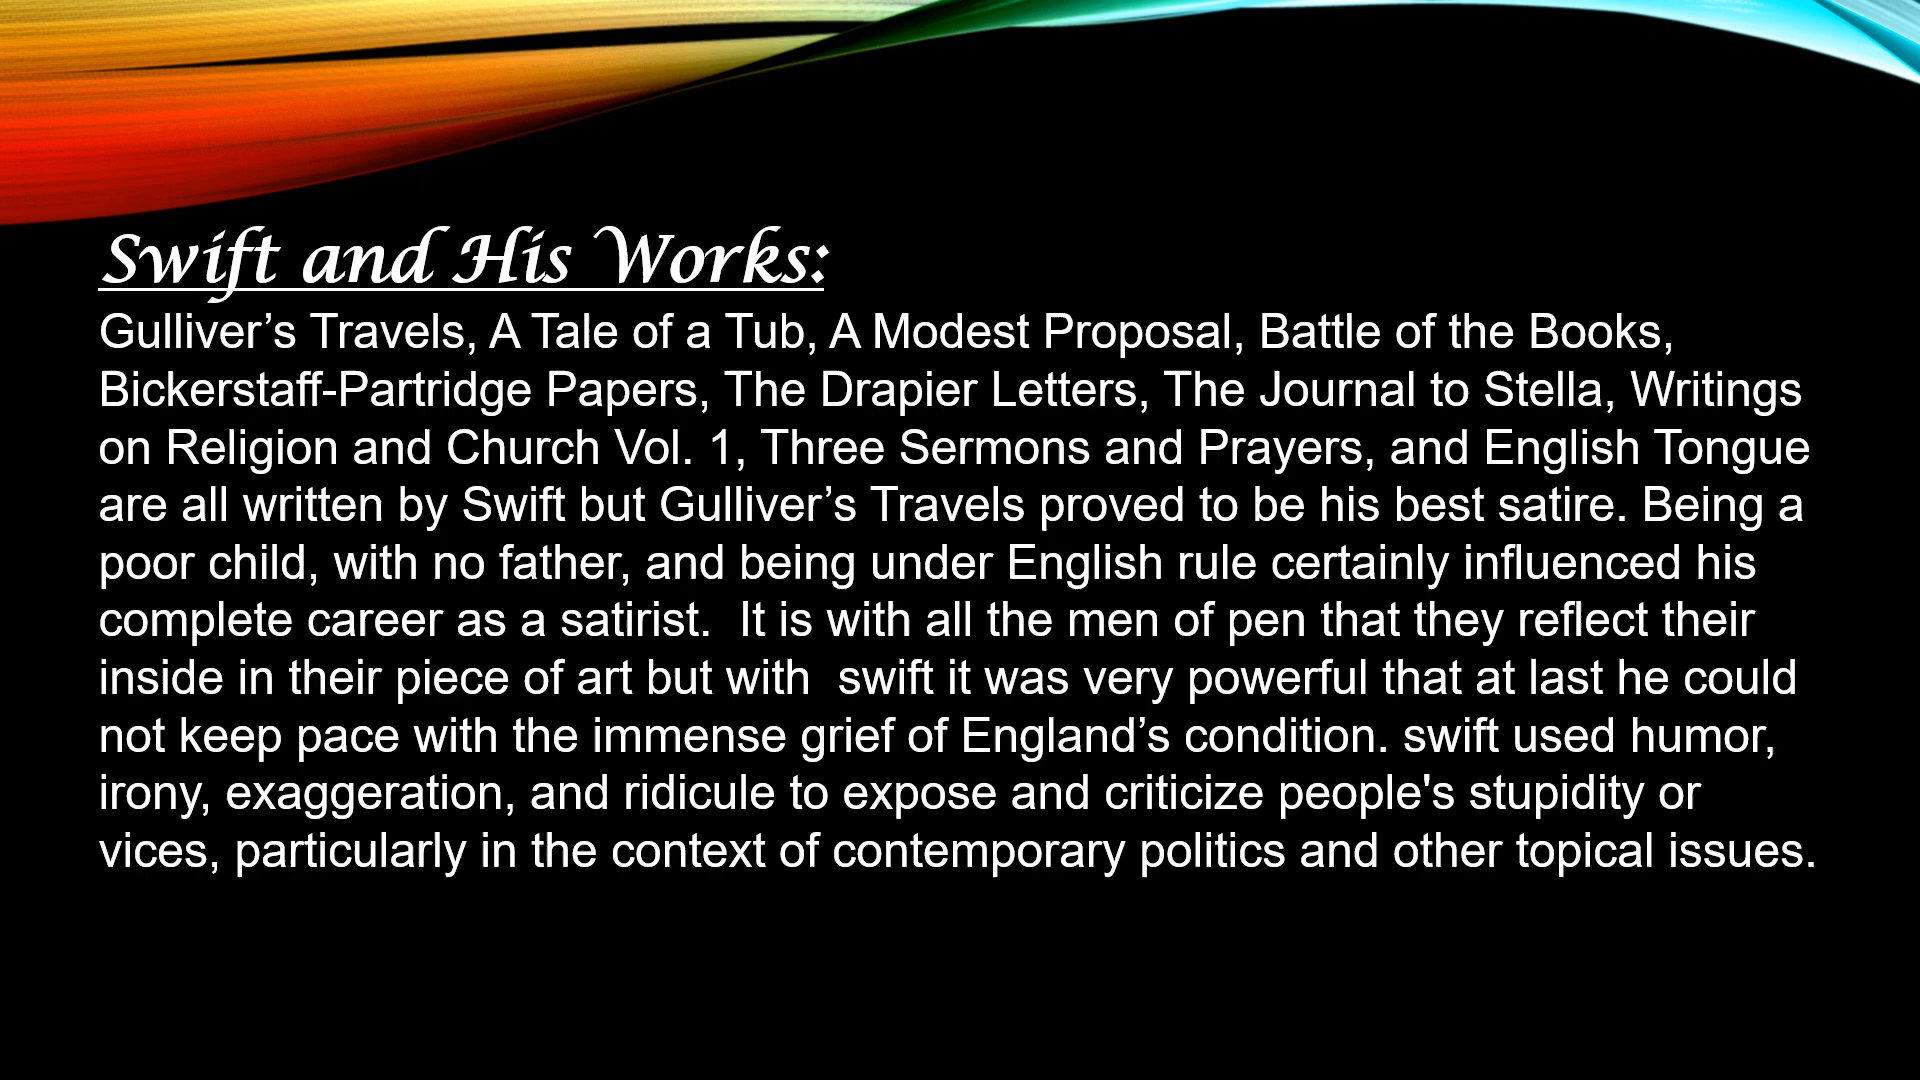 Swift and His Works:
Gulliver’s Travels, A Tale of a Tub, A Modest Proposal, Battle of the Books,
Bickerstaff-Partridge Papers, The Drapier Letters, The Journal to Stella, Writings
on Religion and Church Vol. 1, Three Sermons and Prayers, and English Tongue
are all written by Swift but Gulliver’s Travels proved to be his best satire. Being a
poor child, with no father, and being under English rule certainly influenced his
complete career as a satirist.  It is with all the men of pen that they reflect their
inside in their piece of art but with  swift it was very powerful that at last he could
not keep pace with the immense grief of England’s condition. swift used humor,
irony, exaggeration, and ridicule to expose and criticize people's stupidity or
vices, particularly in the context of contemporary politics and other topical issues.